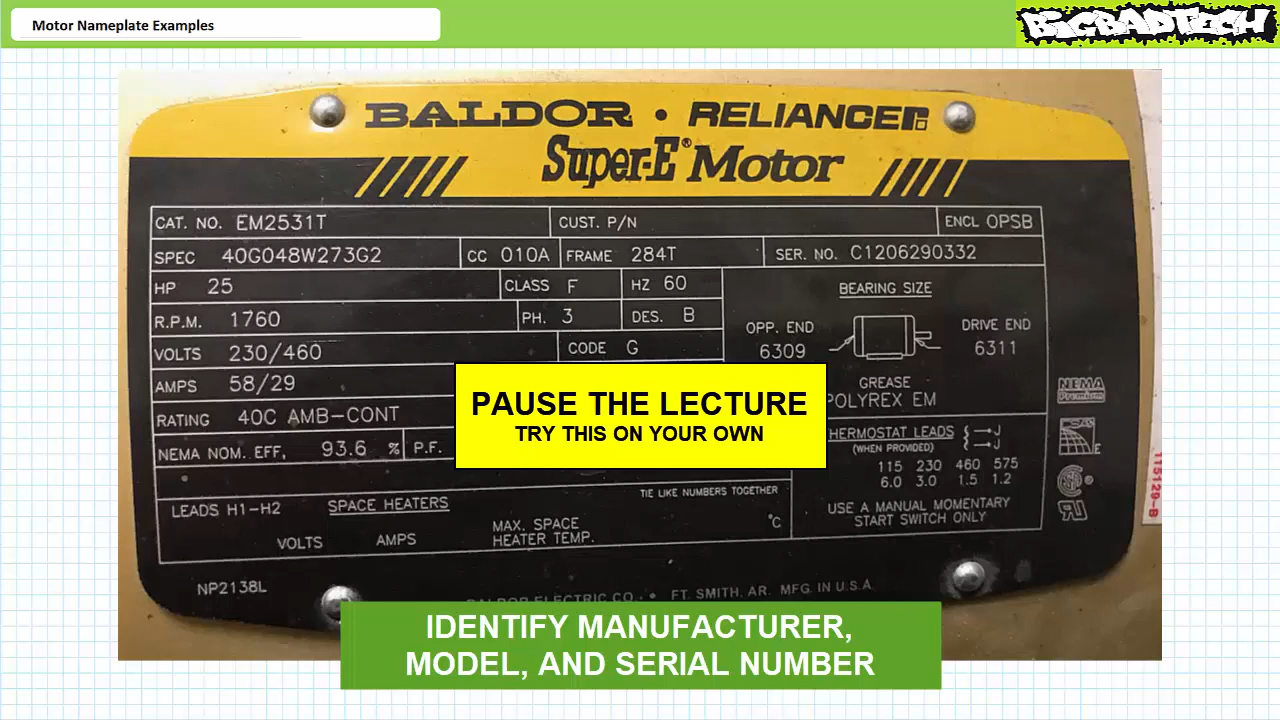 Motor Nameplate Examples
BIGBADTECH
BALDOR • RELIANCE
Super-E® Motor
CAT. NO. EM2531T CUST. P/N ENCL OPSB
SPEC 40G048W273G2 CC 010A FRAME 284T SER. NO. C1206290332
HP 25 CLASS F HZ 60
BEARING SIZE
R.P.M. 1760 PH. 3 DES. B
OPP. END DRIVE END
6309 6311
VOLTS 230/460 CODE G
AMPS 58/29
GREASE
POLYREX EM
NEMA
Premium
RATING 40C AMB-CONT
PAUSE THE LECTURE
TRY THIS ON YOUR OWN
NEMA NOM. EFF, 93.6 % P.F.
THERMOSTAT LEADS J
(WHEN PROVIDED) J
115 230 460 575
6.0 3.0 1.5 1.2
USE A MANUAL MOMENTARY
START SWITCH ONLY
E
115129-B
TIE LIKE NUMBERS TOGETHER
LEADS H1-H2 SPACE HEATERS
MAX. SPACE °C
VOLTS AMPS HEATER TEMP.
NP2138L
BALDOR ELECTRIC CO. • FT. SMITH, AR. MFG. IN U.S.A.
IDENTIFY MANUFACTURER,
MODEL, AND SERIAL NUMBER